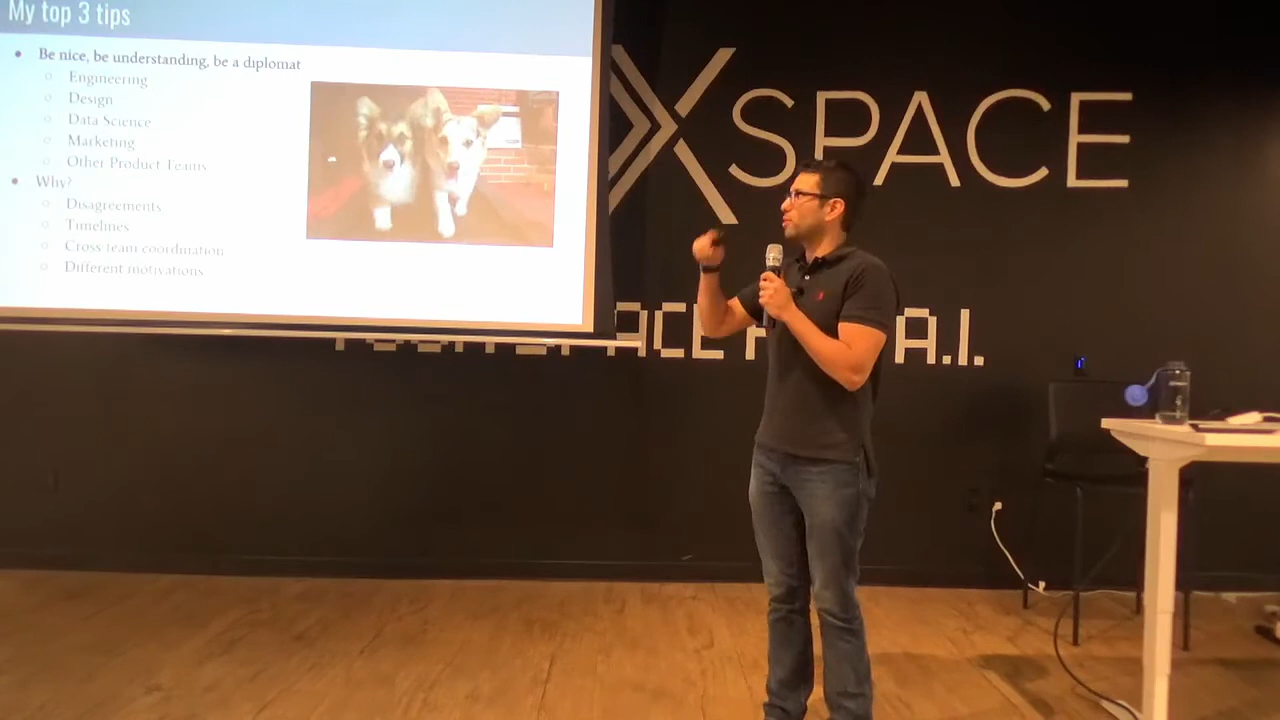 My top 3 tips
Be nice, be understanding, be a diplomat
Engineering
Design
Data Science
Marketing
Other Product Teams
Why?
Disagreements
Timelines
Cross team coordination
Different motivations
XSPACE
A.I.